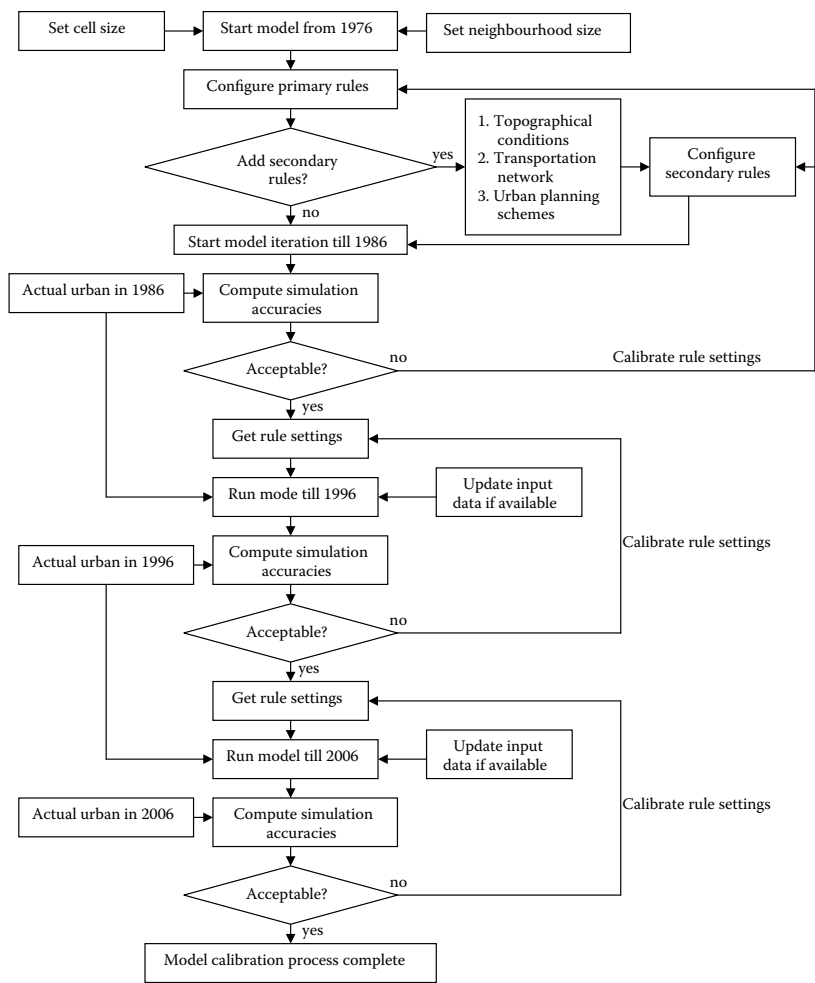 Set cell size
Start model from 1976
Set neighbourhood size
Configure primary rules
Add secondary
rules?
yes
1. Topographical
conditions
2. Transportation
network
3. Urban planning
schemes
Configure
secondary rules
no
Start model iteration till 1986
Actual urban in 1986
Compute simulation
accuracies
Acceptable?
no
Calibrate rule settings
yes
Get rule settings
Run mode till 1996
Update input
data if available
Calibrate rule settings
Actual urban in 1996
Compute simulation
accuracies
Acceptable?
no
yes
Get rule settings
Run model till 2006
Update input
data if available
Calibrate rule settings
Actual urban in 2006
Compute simulation
accuracies
Acceptable?
no
yes
Model calibration process complete